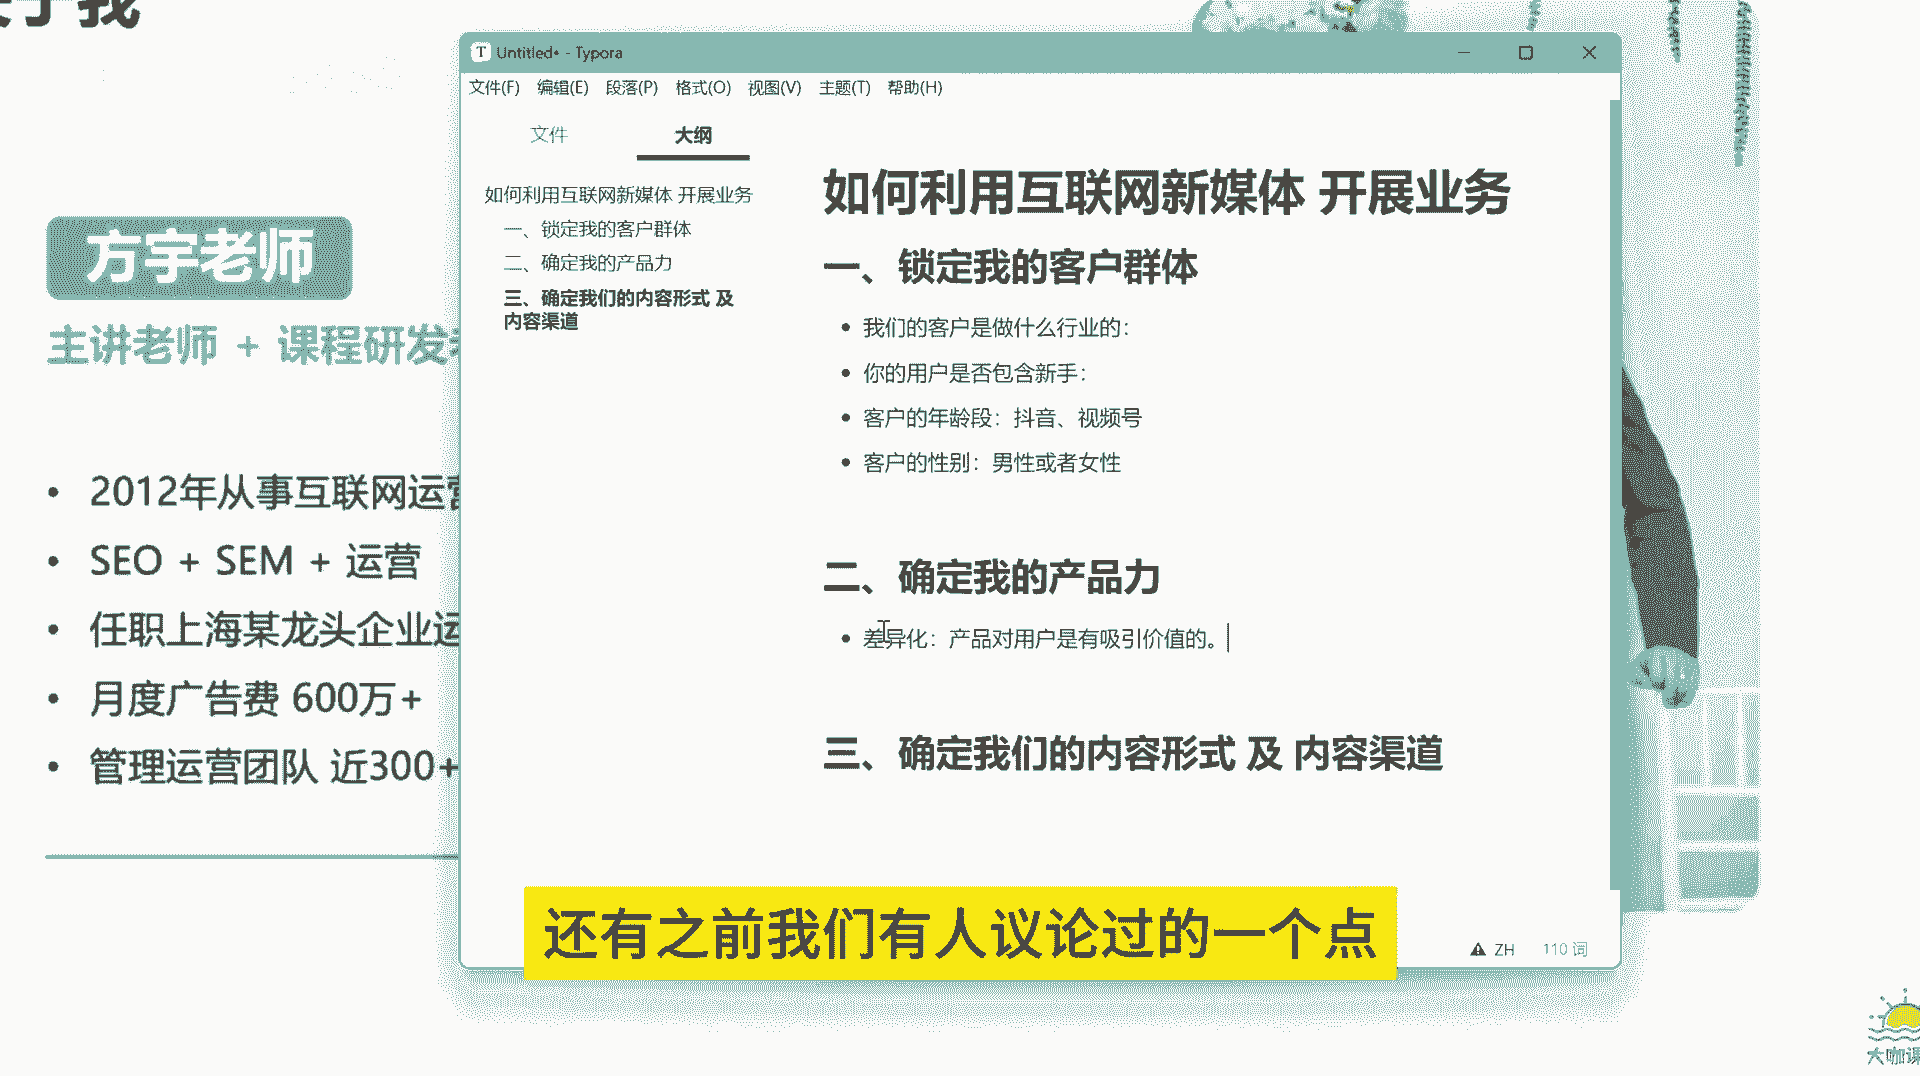 于我
T Untitled• - Typora
文件(F) 编辑(E) 段落(P) 格式(O) 视图(V) 主题(T) 帮助(H)
文件 大纲
如何利用互联网新媒体 开展业务
一、锁定我的客户群体
二、确定我的产品力
三、确定我们的内容形式 及
内容渠道
如何利用互联网新媒体 开展业务
一、锁定我的客户群体
• 我们的客户是做什么行业的：
• 你的用户是否包含新手：
• 客户的年龄段：抖音、视频号
• 客户的性别：男性或者女性
二、确定我的产品力
• 差异化：产品对用户是有吸引价值的。
三、确定我们的内容形式 及 内容渠道
ZH 110 词
方宇老师
主讲老师 + 课程研发
• 2012年从事互联网运营
• SEO + SEM + 运营
• 任职上海某龙头企业运
• 月度广告费 600万+
• 管理运营团队 近300+
还有之前我们有人议论过的一个点
大咖课